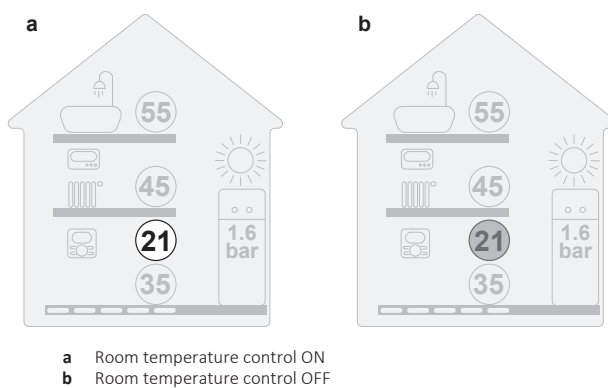 a
b
55
55
45
45
21
21
1.6
bar
1.6
bar
35
35
a Room temperature control ON
b Room temperature control OFF